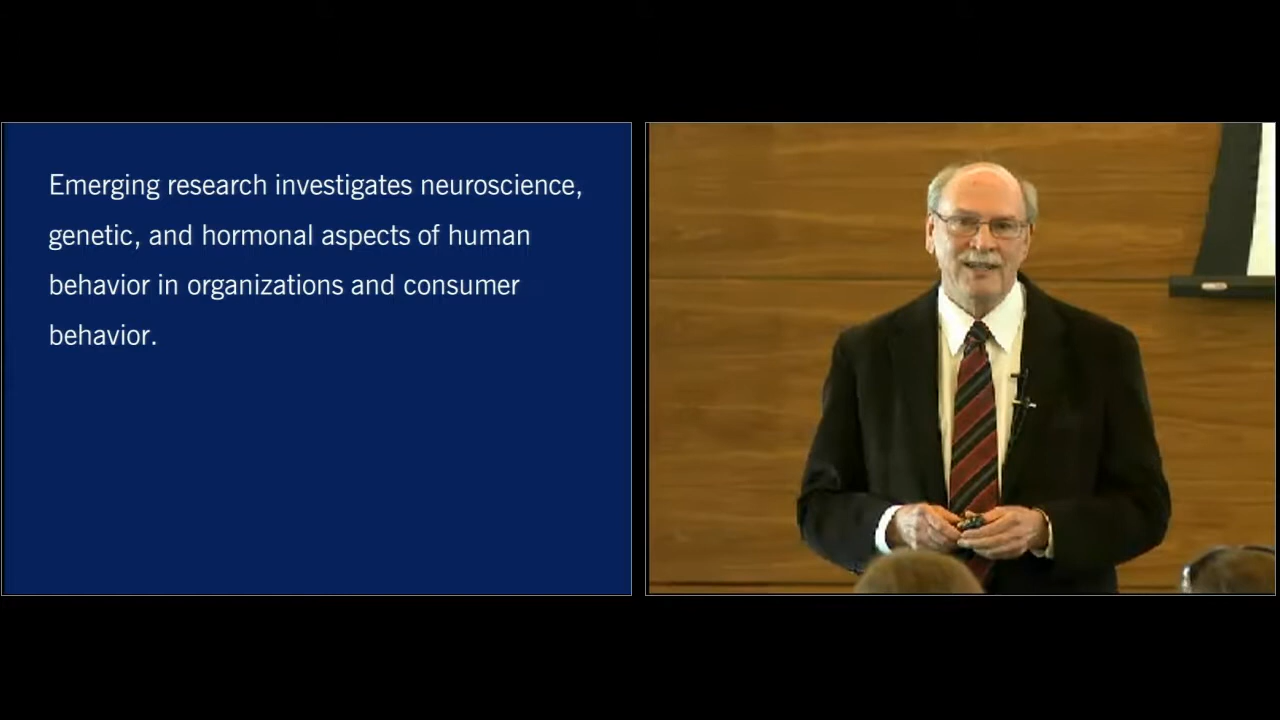 Emerging research investigates neuroscience,
genetic, and hormonal aspects of human
behavior in organizations and consumer
behavior.